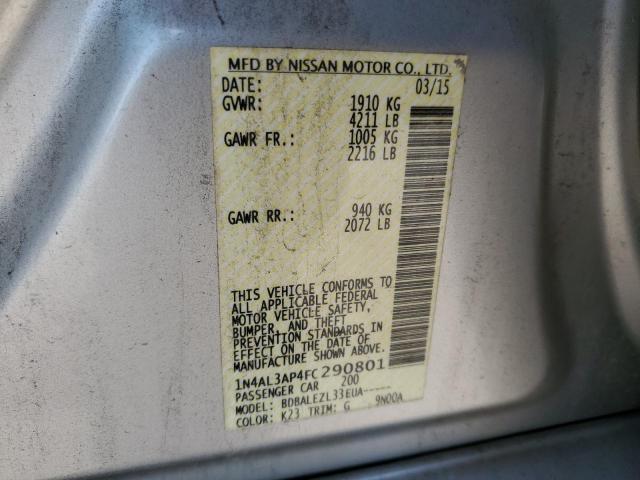 MFD BY NISSAN MOTOR CO., LTD.
DATE: 03/15
GVWR: 1910 KG
4211 LB
GAWR FR.: 1005 KG
2216 LB
GAWR RR.: 940 KG
2072 LB
THIS VEHICLE CONFORMS TO
ALL APPLICABLE FEDERAL
MOTOR VEHICLE SAFETY,
BUMPER, AND THEFT
PREVENTION STANDARDS IN
EFFECT ON THE DATE OF
MANUFACTURE SHOWN ABOVE.
1N4AL3AP4FC290801
PASSENGER CAR 200
MODEL: BDBALEZL33EUA-----
COLOR: K23 TRIM: G 9N00A